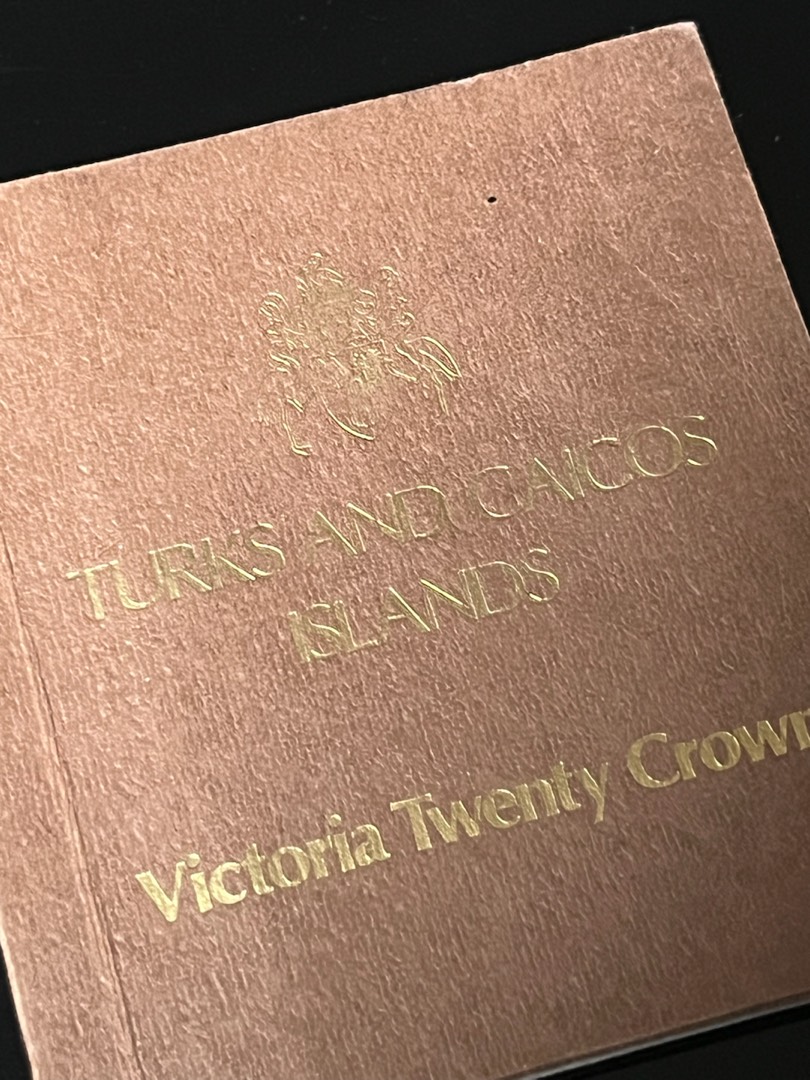 TURKS AND CAICOS
ISLANDS
Victoria Twenty Crown